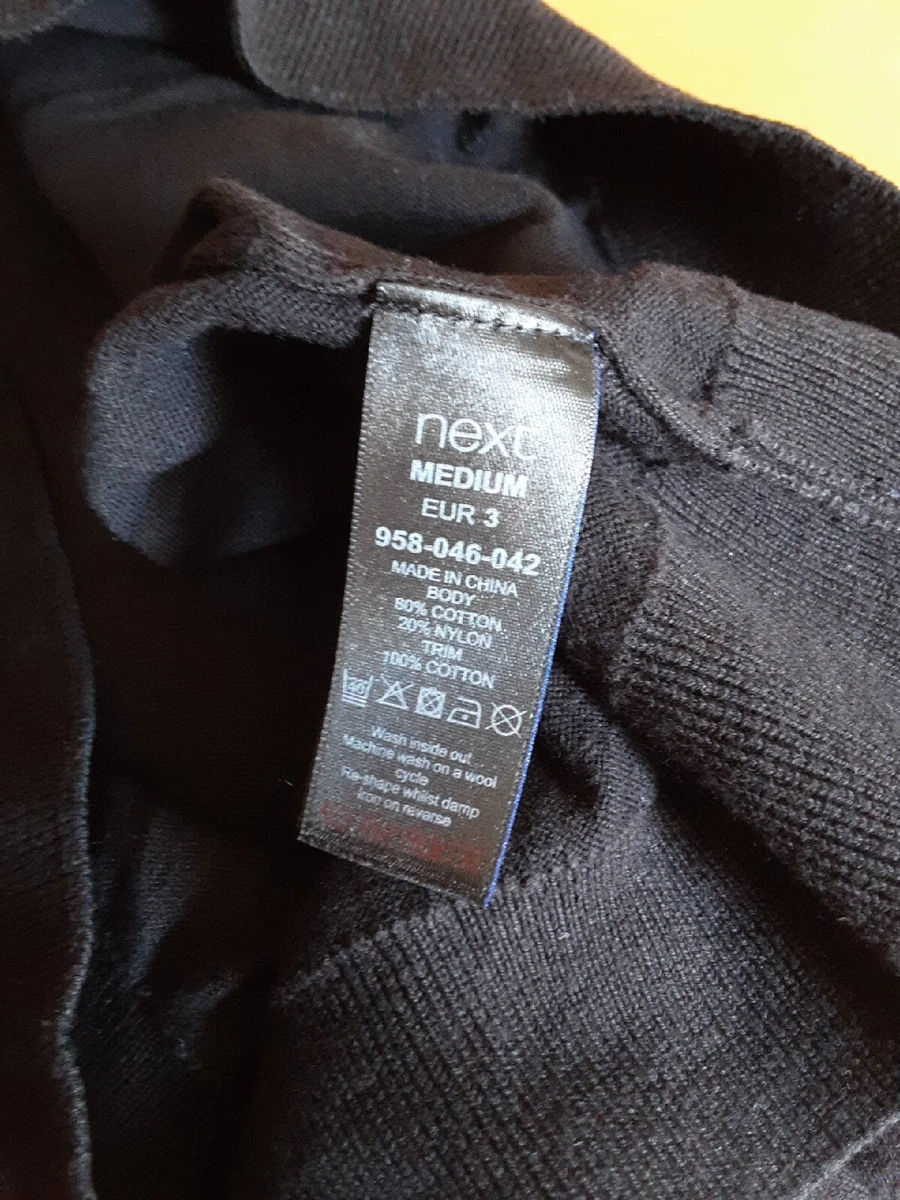 next
MEDIUM
EUR 3
958-046-042
MADE IN CHINA
BODY
80% COTTON
20% NYLON
TRIM
100% COTTON
40
Wash inside out
Machine wash on a wool
cycle
Re-shape whilst damp
Iron on reverse